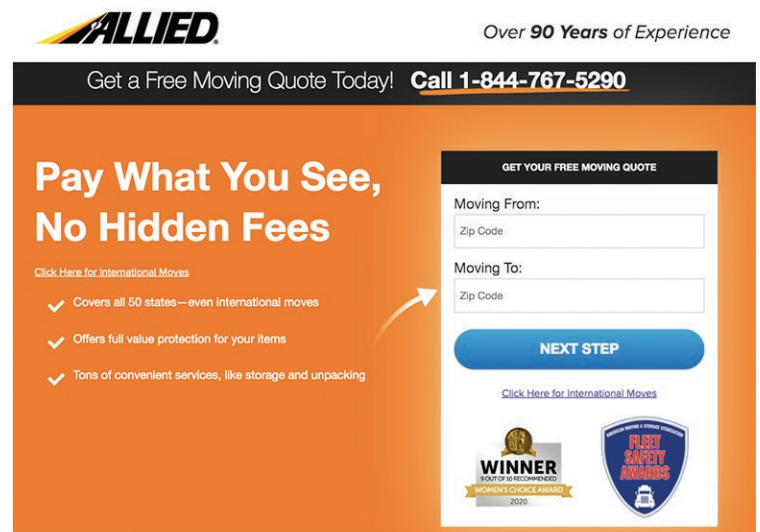 ALLIED
Over 90 Years of Experience
Get a Free Moving Quote Today! Call 1-844-767-5290
Pay What You See,
No Hidden Fees
Click Here for International Moves
Covers all 50 states—even international moves
Offers full value protection for your items
Tons of convenient services, like storage and unpacking
GET YOUR FREE MOVING QUOTE
Moving From:
Zip Code
Moving To:
Zip Code
NEXT STEP
Click Here for International Moves
WINNER
9 OUT OF 10 RECOMMENDED
WOMEN'S CHOICE AWARD
2020
AMERICAN MOVING & STORAGE ASSOCIATION
FLEET
SAFETY
AWARDS